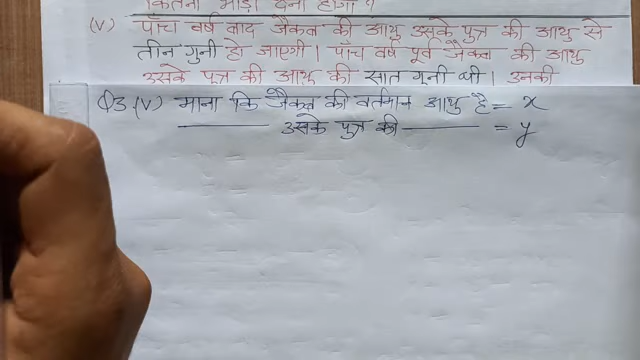 कितना भाड़ा देना होगा ?
(v) पाँच वर्ष बाद जैकब की आयु उसके पुत्र की आयु से
तीन गुनी हो जाएगी। पाँच वर्ष पूर्व जैकब की आयु
उसके पुत्र की आयु की सात गुनी थी। उनकी
Q3 (v) माना कि जैकब की वर्तमान आयु है = x
——— उसके पुत्र की ——— = y